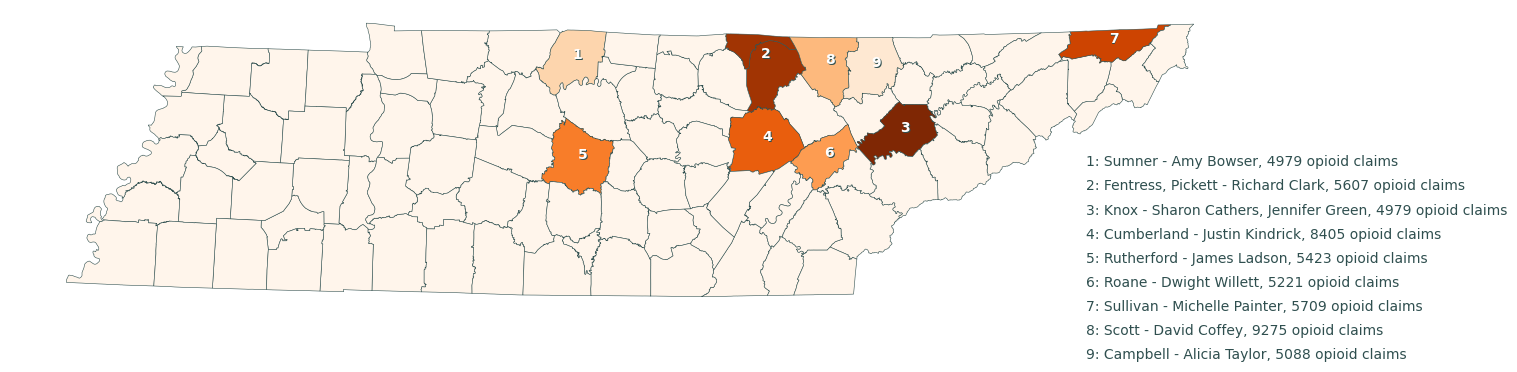 1
2
8
9
7
3
4
5
6
1: Sumner - Amy Bowser, 4979 opioid claims
2: Fentress, Pickett - Richard Clark, 5607 opioid claims
3: Knox - Sharon Cathers, Jennifer Green, 4979 opioid claims
4: Cumberland - Justin Kindrick, 8405 opioid claims
5: Rutherford - James Ladson, 5423 opioid claims
6: Roane - Dwight Willett, 5221 opioid claims
7: Sullivan - Michelle Painter, 5709 opioid claims
8: Scott - David Coffey, 9275 opioid claims
9: Campbell - Alicia Taylor, 5088 opioid claims